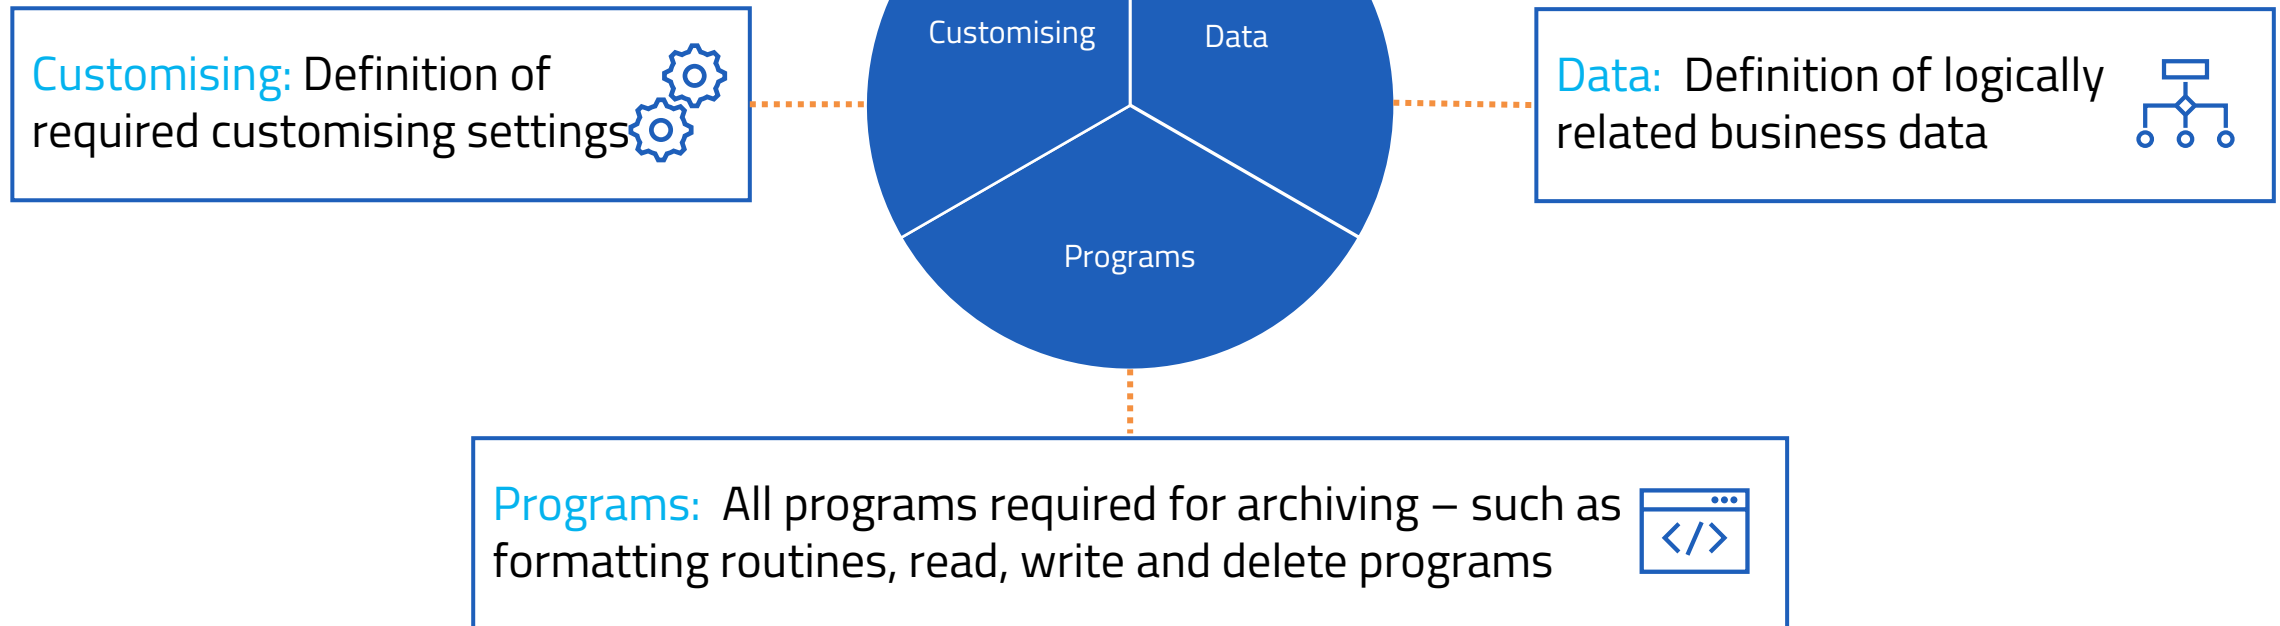 Customising
Data
Customising: Definition of
required customising settings
Data: Definition of logically
related business data
Programs
Programs: All programs required for archiving – such as
formatting routines, read, write and delete programs